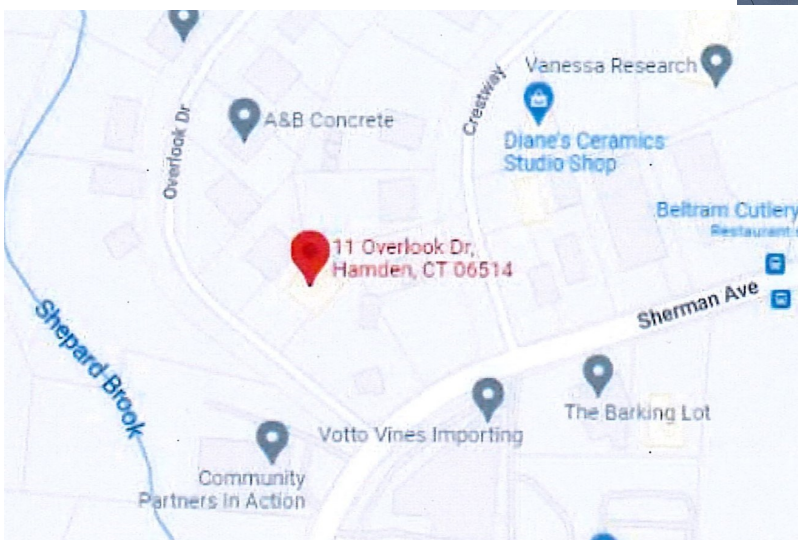 Vanessa Research
Crestway
A&B Concrete
Diane's Ceramics
Studio Shop
Overlook Dr
Beltram Cutlery
Restaurant
11 Overlook Dr,
Hamden, CT 06514
Sherman Ave
Shepard Brook
The Barking Lot
Votto Vines Importing
Community
Partners In Action